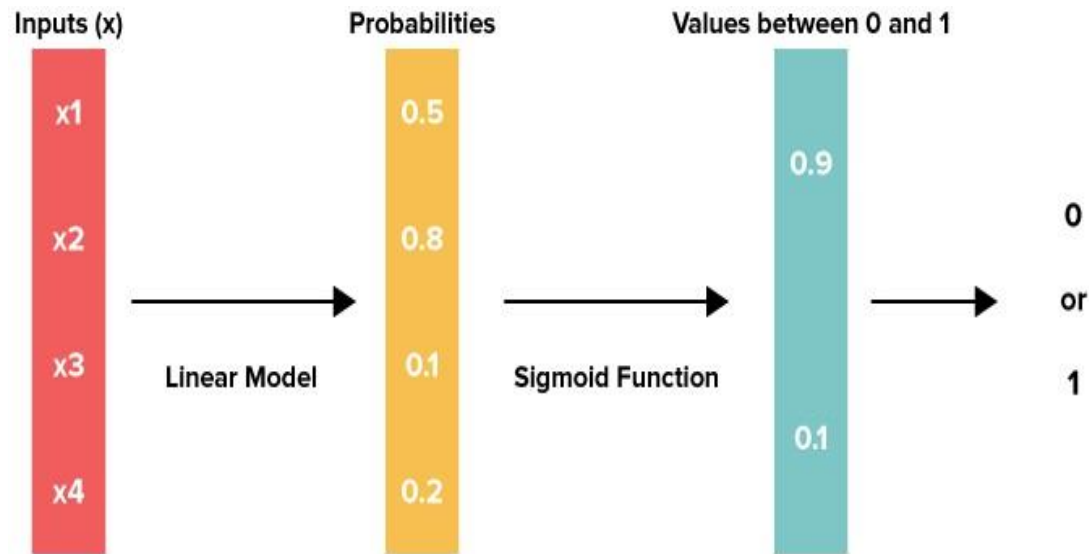 Inputs (x)
Probabilities
Values between 0 and 1
x1
x2
x3
x4
Linear Model
0.5
0.8
0.1
0.2
Sigmoid Function
0.9
0.1
0
or
1